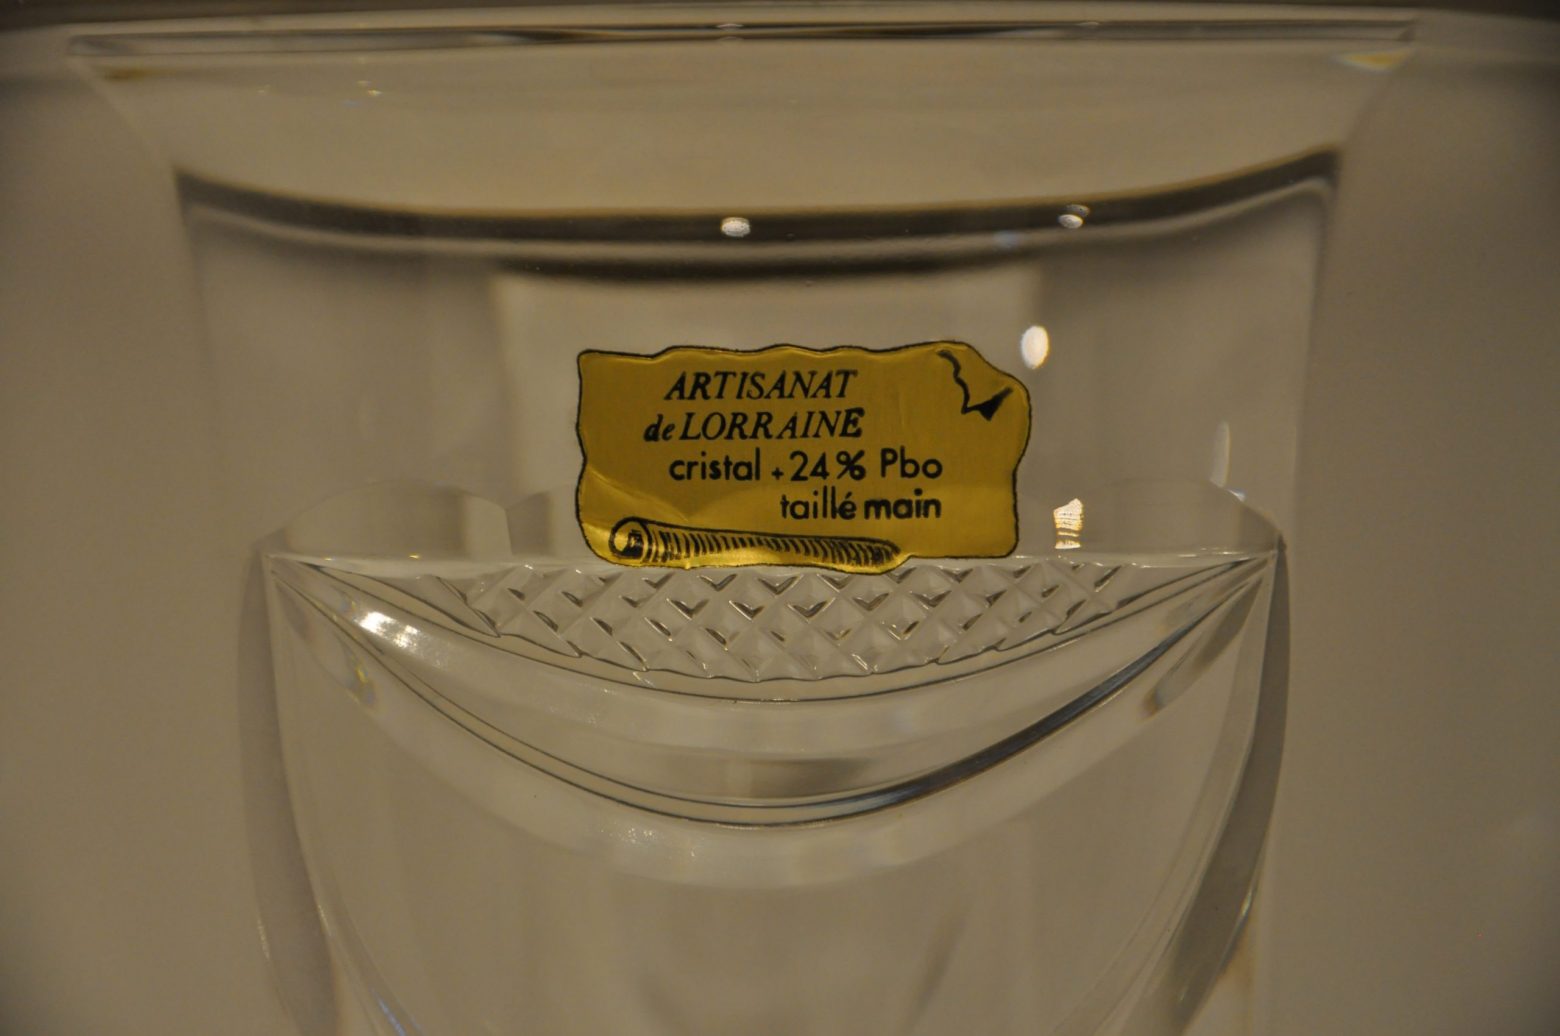 ARTISANAT
de LORRAINE
cristal + 24% Pbo
taillé main